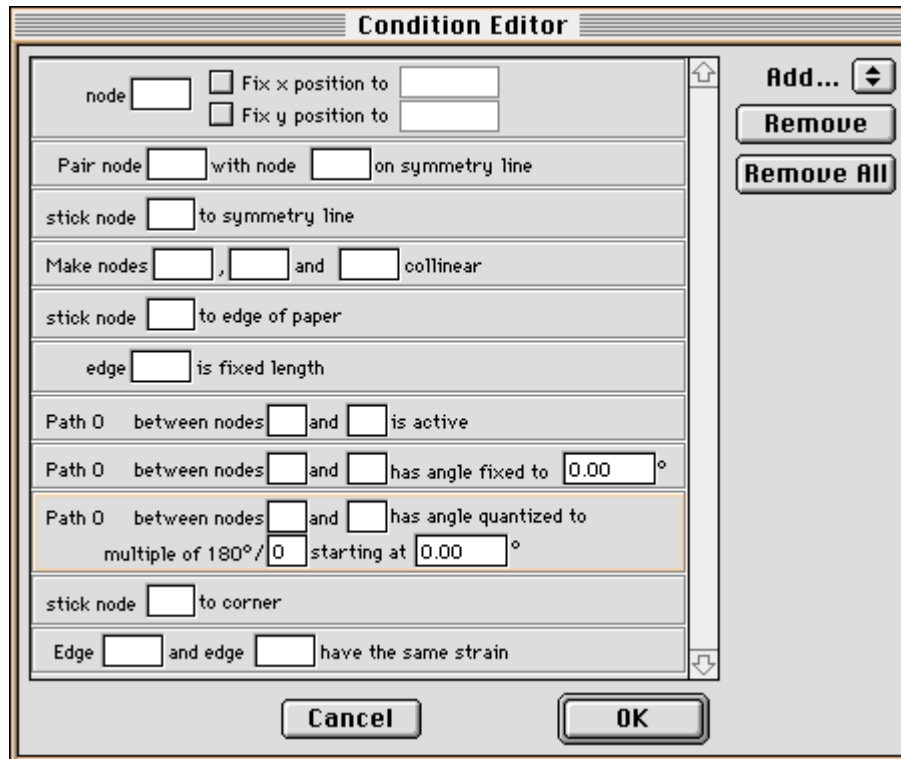 Condition Editor
node
Fix x position to
Fix y position to
Pair node with node on symmetry line
stick node to symmetry line
Make nodes , and collinear
stick node to edge of paper
edge is fixed length
Path 0 between nodes and is active
Path 0 between nodes and has angle fixed to 0.00 °
Path 0 between nodes and has angle quantized to
multiple of 180°/ 0 starting at 0.00 °
stick node to corner
Edge and edge have the same strain
Add...
Remove
Remove All
Cancel
OK